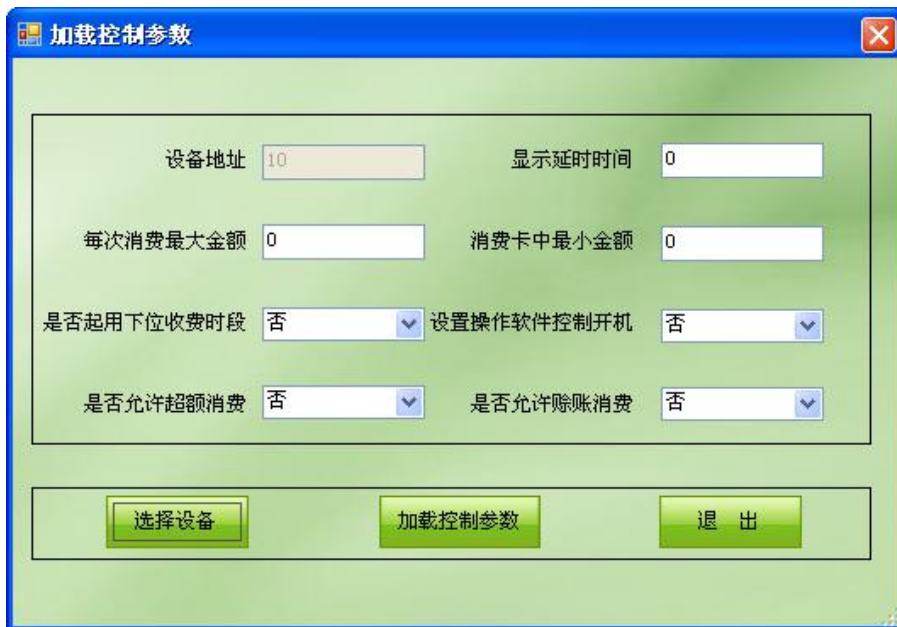 加载控制参数
设备地址 10 显示延时时间 0
每次消费最大金额 0 消费卡中最小金额 0
是否起用下位收费时段 否 设置操作软件控制开机 否
是否允许超额消费 否 是否允许赊账消费 否
选择设备 加载控制参数 退 出